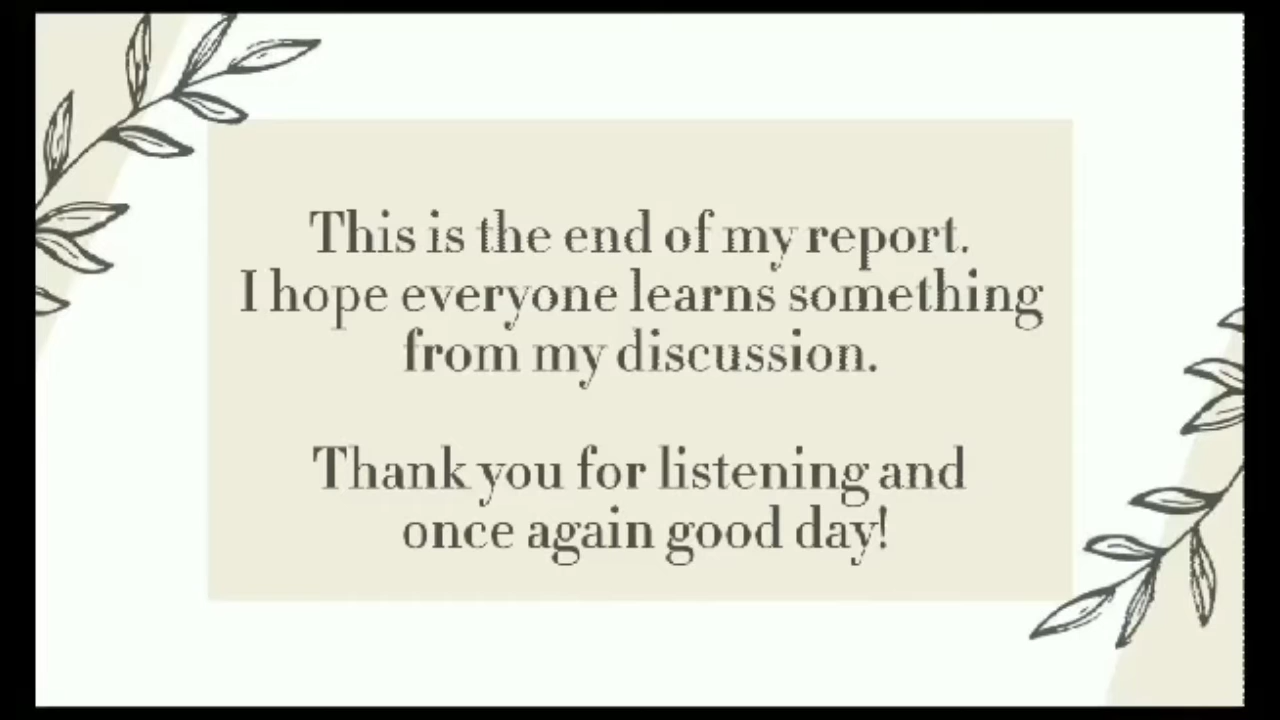 This is the end of my report.
I hope everyone learns something
from my discussion.
Thank you for listening and
once again good day!